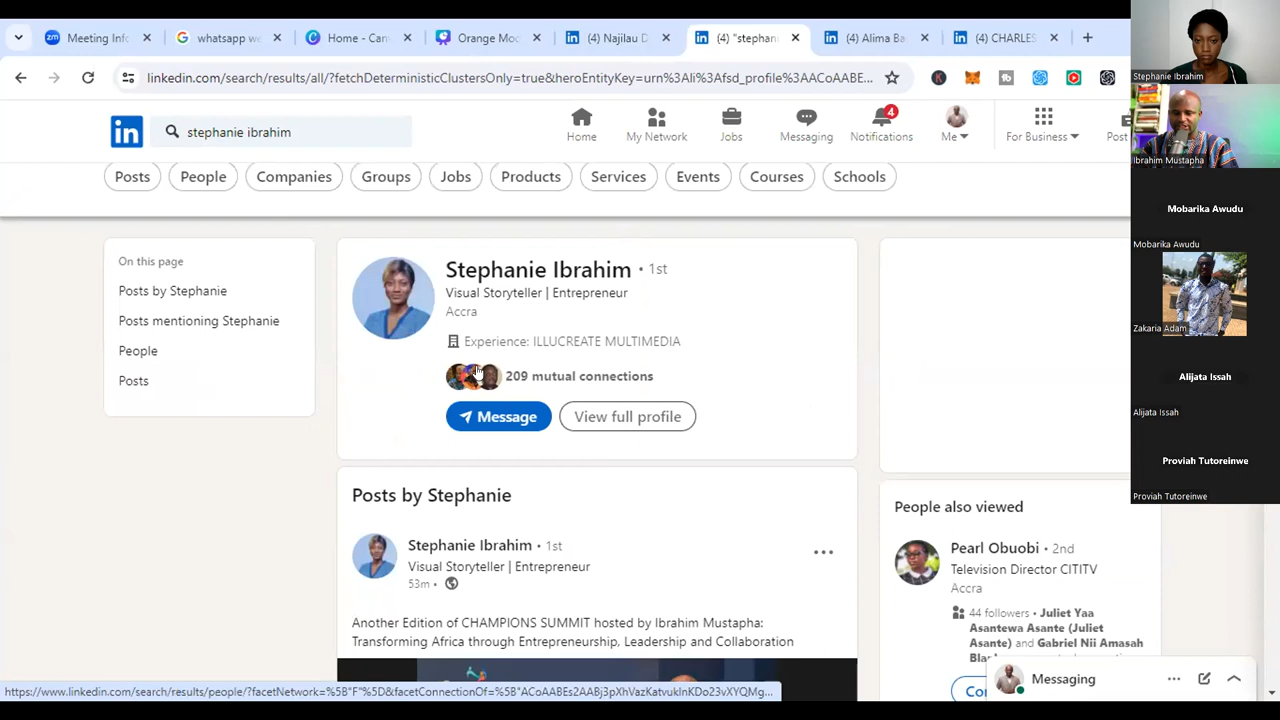 Meeting Inf
whatsapp we
Home - Can
Orange Moc
(4) Najilau D
(4) "stephani
(4) Alima Ba
(4) CHARLES
linkedin.com/search/results/all/?fetchDeterministicClustersOnly=true&heroEntityKey=urn%3Ali%3Afsd_profile%3AACoAABE...
in
stephanie ibrahim
Home
My Network
Jobs
Messaging
4
Notifications
Me
For Business
Post
Posts
People
Companies
Groups
Jobs
Products
Services
Events
Courses
Schools
On this page
Posts by Stephanie
Posts mentioning Stephanie
People
Posts
Stephanie Ibrahim • 1st
Visual Storyteller | Entrepreneur
Accra
Experience: ILLUCREATE MULTIMEDIA
209 mutual connections
Message
View full profile
Posts by Stephanie
Stephanie Ibrahim • 1st
Visual Storyteller | Entrepreneur
53m •
Another Edition of CHAMPIONS SUMMIT hosted by Ibrahim Mustapha:
Transforming Africa through Entrepreneurship, Leadership and Collaboration
People also viewed
Pearl Obuobi • 2nd
Television Director CITITV
Accra
44 followers • Juliet Yaa
Asantewa Asante (Juliet
Asante) and Gabriel Nii Amasah
Messaging
Stephanie Ibrahim
Ibrahim Mustapha
Mobarika Awudu
Mobarika Awudu
Zakaria Adam
Alijata Issah
Alijata Issah
Proviah Tutoreinwe
Proviah Tutoreinwe